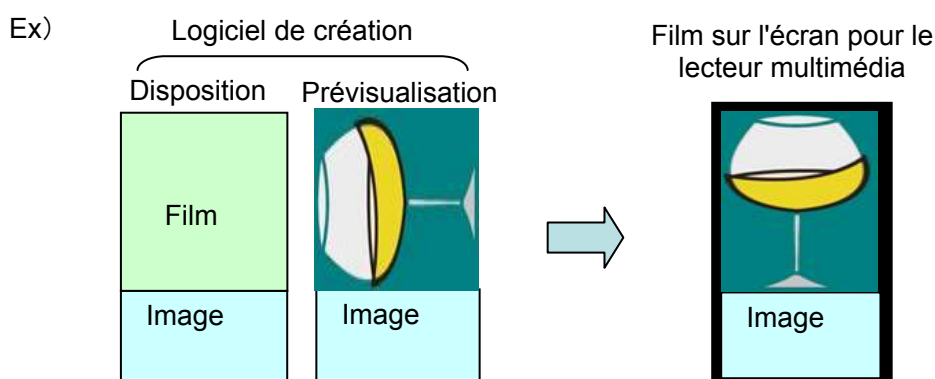 Ex）
Logiciel de création
Disposition
Prévisualisation
Film
Image
Image
Film sur l'écran pour le
lecteur multimédia
Image